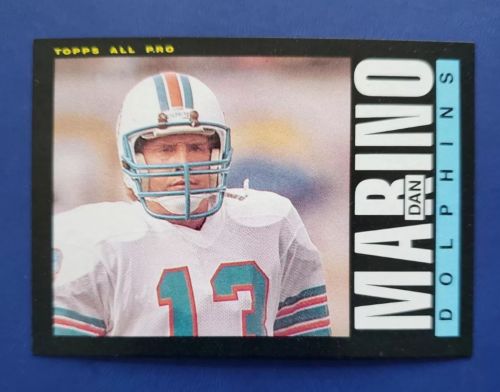 TOPPS ALL PRO
DAN
MARINO
DOLPHINS
13